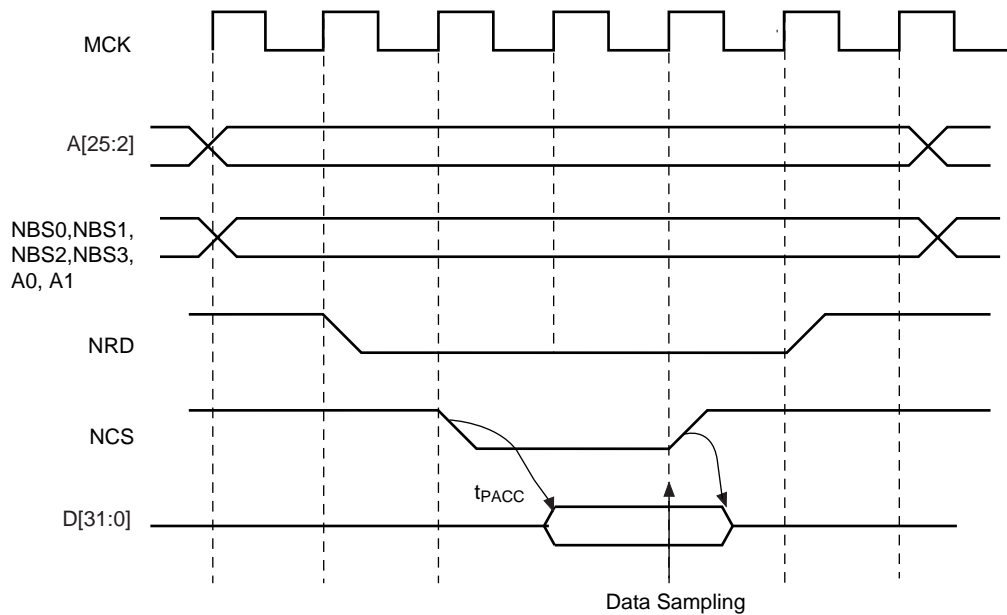 MCK
A[25:2]
NBS0,NBS1,
NBS2,NBS3,
A0, A1
NRD
NCS
tPACC
D[31:0]
Data Sampling